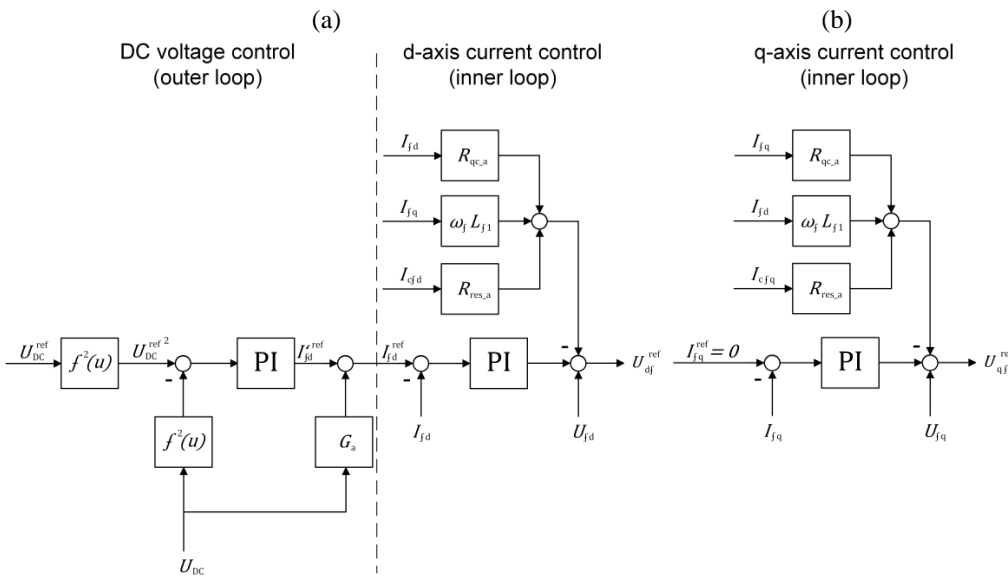 (a)
(b)
DC voltage control
(outer loop)
d-axis current control
(inner loop)
q-axis current control
(inner loop)
I_fd
R_qc_a
I_fq
ω_f L_f1
I_cfd
R_res_a
I_fq
R_qc_a
I_fd
ω_f L_f1
I_cfq
R_res_a
U_DC^ref
f²(u)
U_DC^ref 2
-
PI
I'_fd^ref
I_fd^ref
-
PI
-
U_df^ref
I_fq^ref = 0
-
PI
-
f²(u)
G_a
I_fd
U_fd
I_fq
U_fq
U_DC